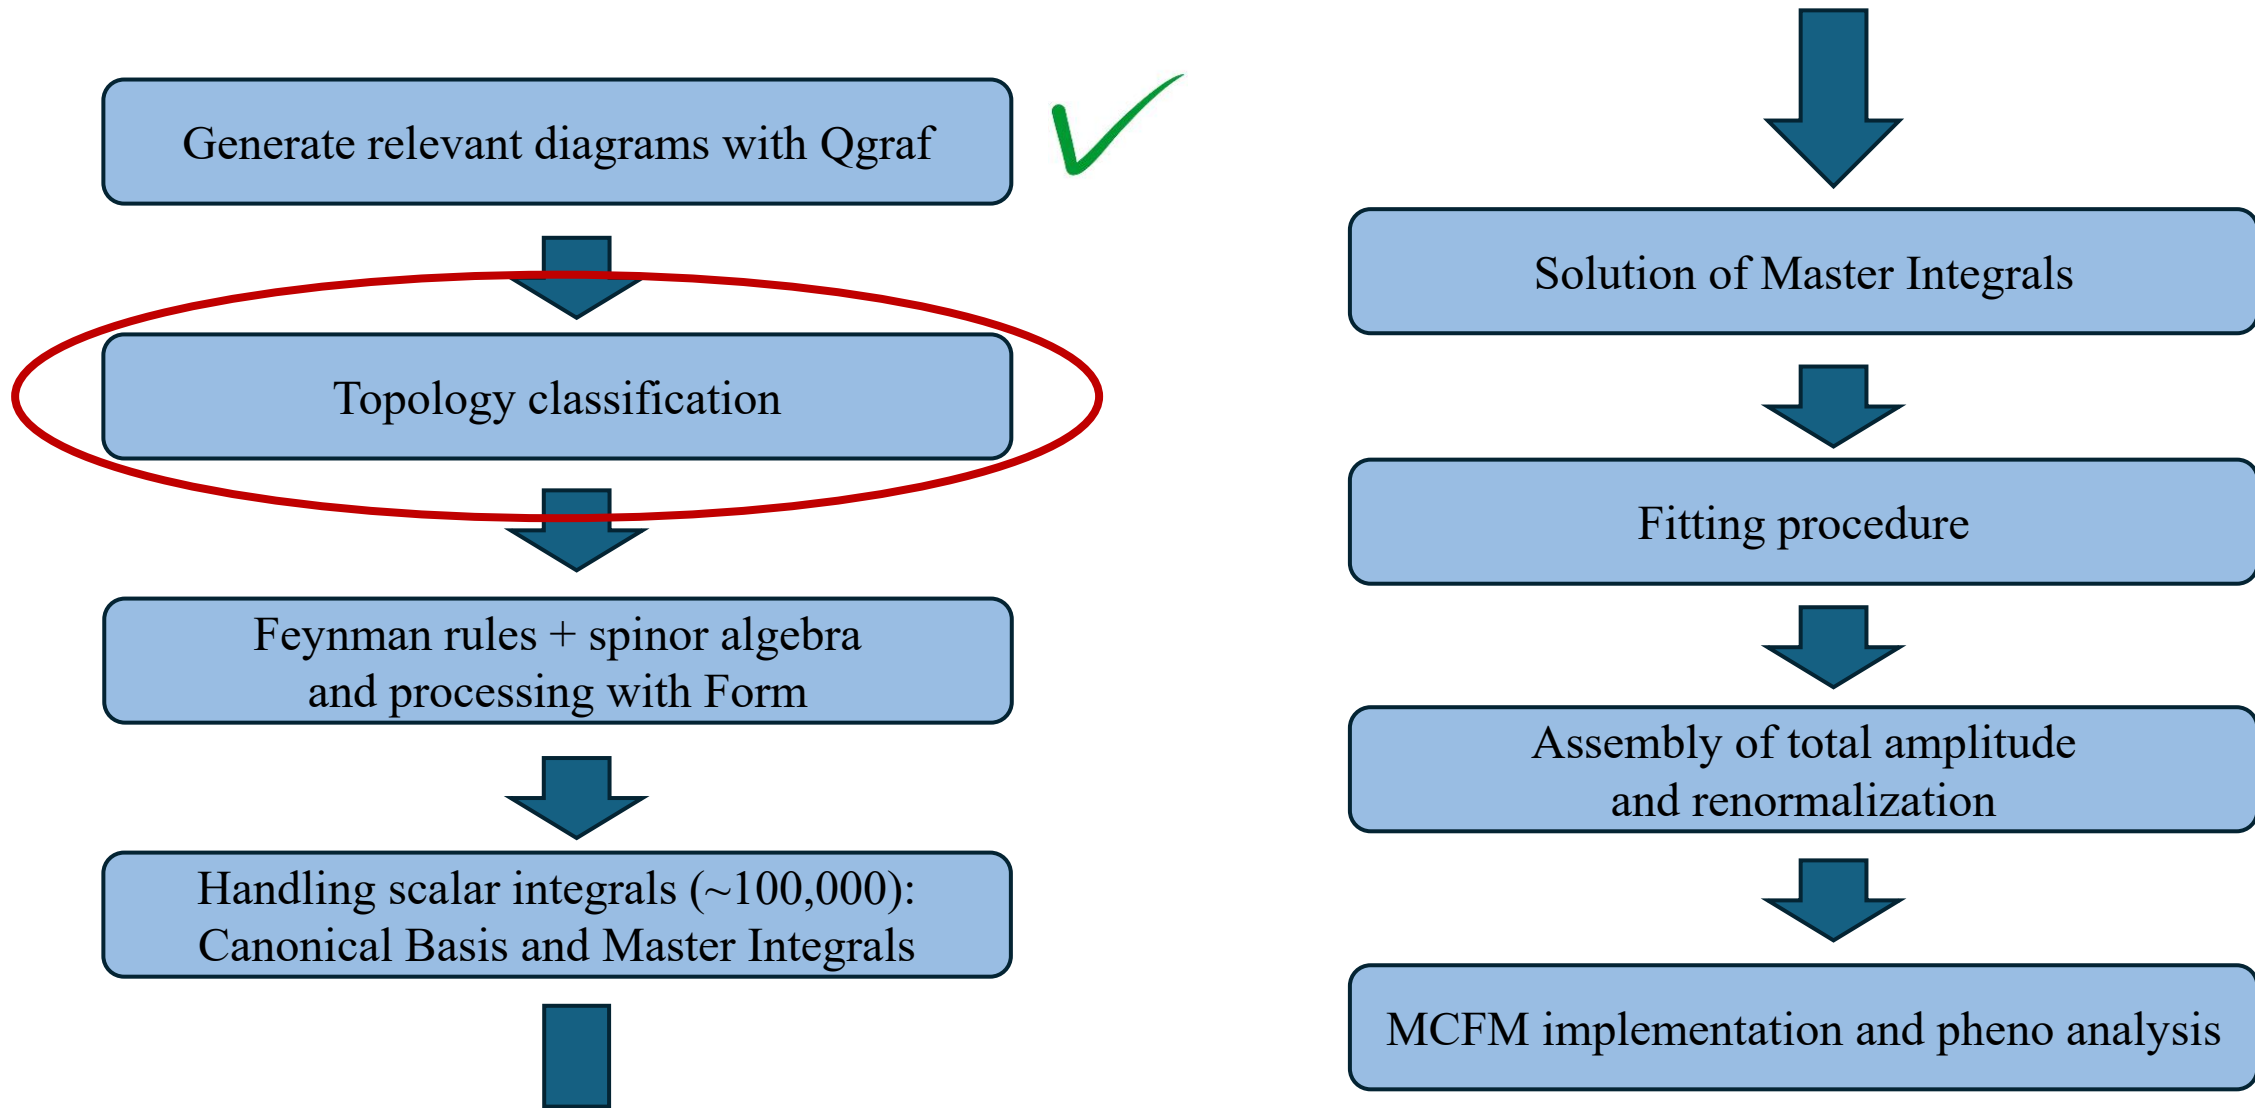 Generate relevant diagrams with Qgraf
Topology classification
Feynman rules + spinor algebra
and processing with Form
Handling scalar integrals (~100,000):
Canonical Basis and Master Integrals
Solution of Master Integrals
Fitting procedure
Assembly of total amplitude
and renormalization
MCFM implementation and pheno analysis